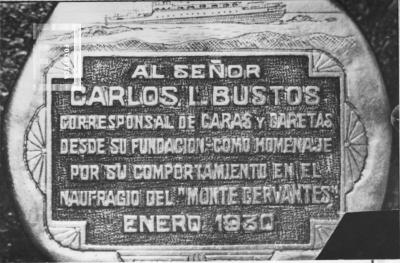 AL SEÑOR
CARLOS L. BUSTOS
CORRESPONSAL DE CARAS Y CARETAS
DESDE SU FUNDACION-COMO HOMENAJE
POR SU COMPORTAMIENTO EN EL
NAUFRAGIO DEL "MONTE CERVANTES"
ENERO 1930